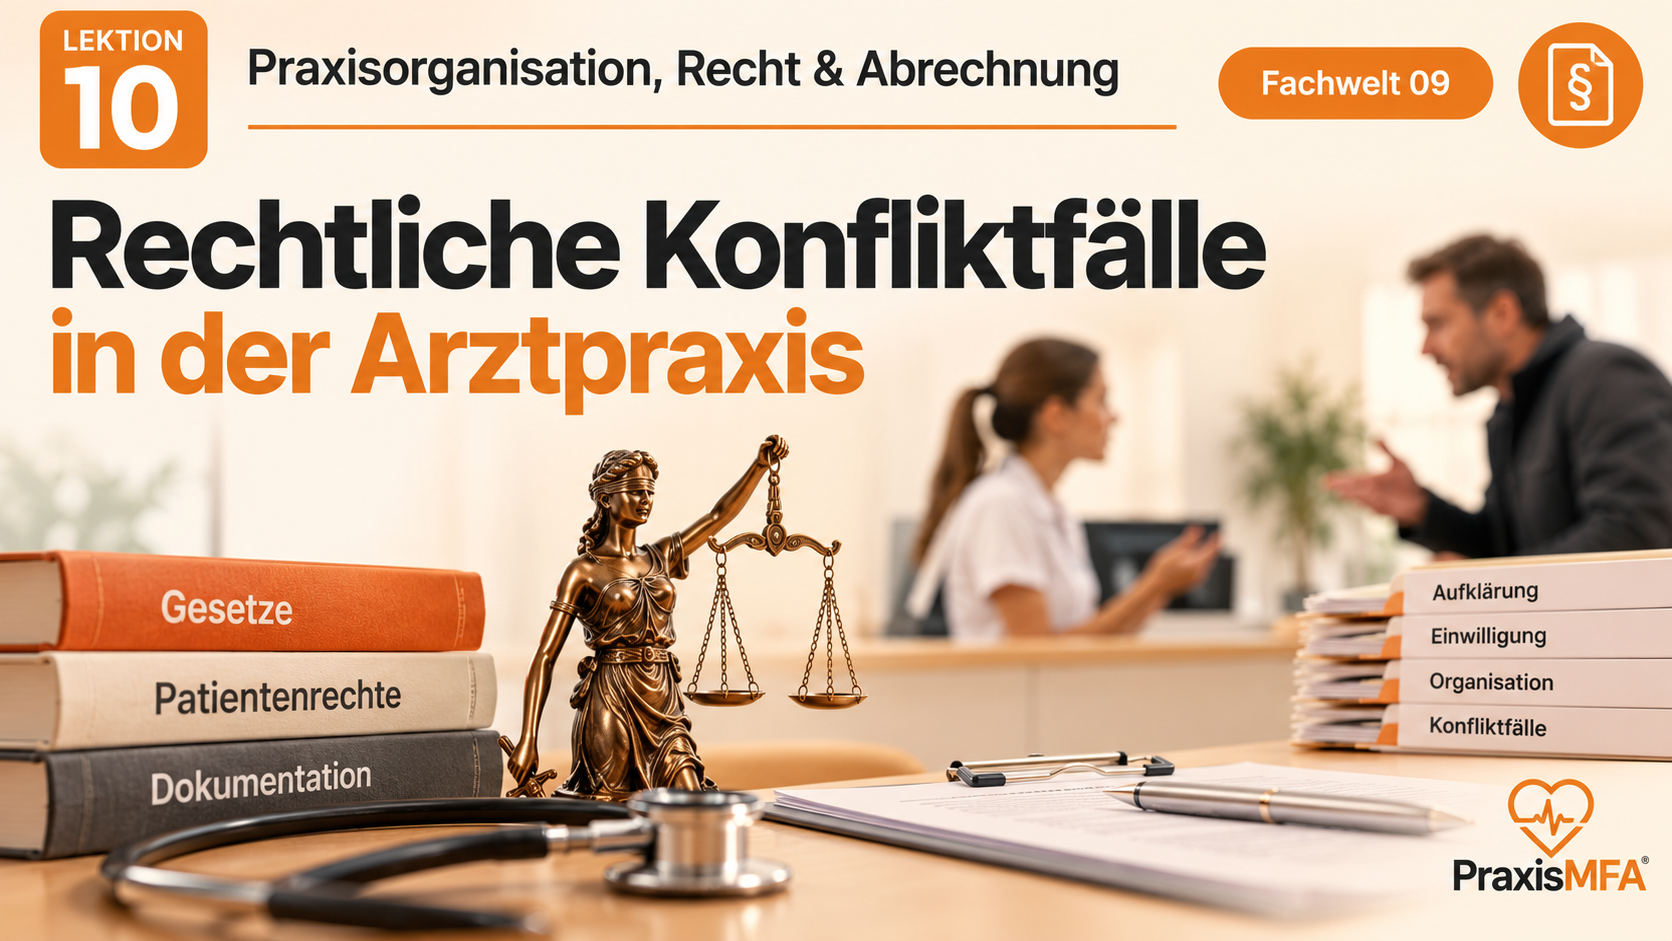 LEKTION
10
Praxisorganisation, Recht & Abrechnung
Fachwelt 09
§
Rechtliche Konfliktfälle
in der Arztpraxis
Gesetze
Patientenrechte
Dokumentation
Aufklärung
Einwilligung
Organisation
Konfliktfälle
PraxisMFA®